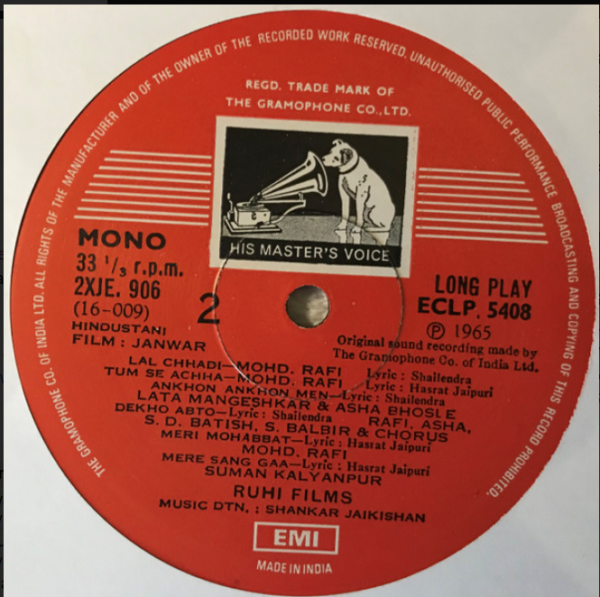 THE GRAMOPHONE CO. OF INDIA LTD. ALL RIGHTS OF THE MANUFACTURER AND OF THE OWNER OF THE RECORDED WORK RESERVED. UNAUTHORISED PUBLIC PERFORMANCE BROADCASTING AND COPYING OF THIS RECORD PROHIBITED.
REGD. TRADE MARK OF
THE GRAMOPHONE CO., LTD.
HIS MASTER'S VOICE
MONO
33 1/3 r.p.m.
2XJE. 906
(16-009)
2
LONG PLAY
ECLP. 5408
Ⓟ 1965
HINDUSTANI
FILM : JANWAR
Original sound recording made by
The Gramophone Co. of India Ltd.
LAL CHHADI—MOHD. RAFI Lyric : Shailendra
TUM SE ACHHA—MOHD. RAFI Lyric : Hasrat Jaipuri
ANKHON ANKHON MEN—Lyric : Shailendra
LATA MANGESHKAR & ASHA BHOSLE
DEKHO ABTO—Lyric : Shailendra RAFI, ASHA,
S. D. BATISH, S. BALBIR & CHORUS
MERI MOHABBAT—Lyric : Hasrat Jaipuri
MOHD. RAFI
MERE SANG GAA—Lyric : Hasrat Jaipuri
SUMAN KALYANPUR
RUHI FILMS
MUSIC DTN, : SHANKAR JAIKISHAN
EMI
MADE IN INDIA